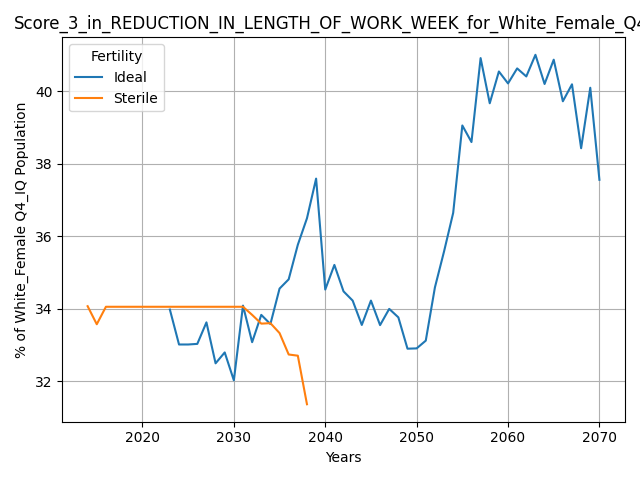 Score_3_in_REDUCTION_IN_LENGTH_OF_WORK_WEEK_for_White_Female_Q4
Fertility
Ideal
Sterile
% of White_Female Q4_IQ Population
40
38
36
34
32
2020 2030 2040 2050 2060 2070
Years